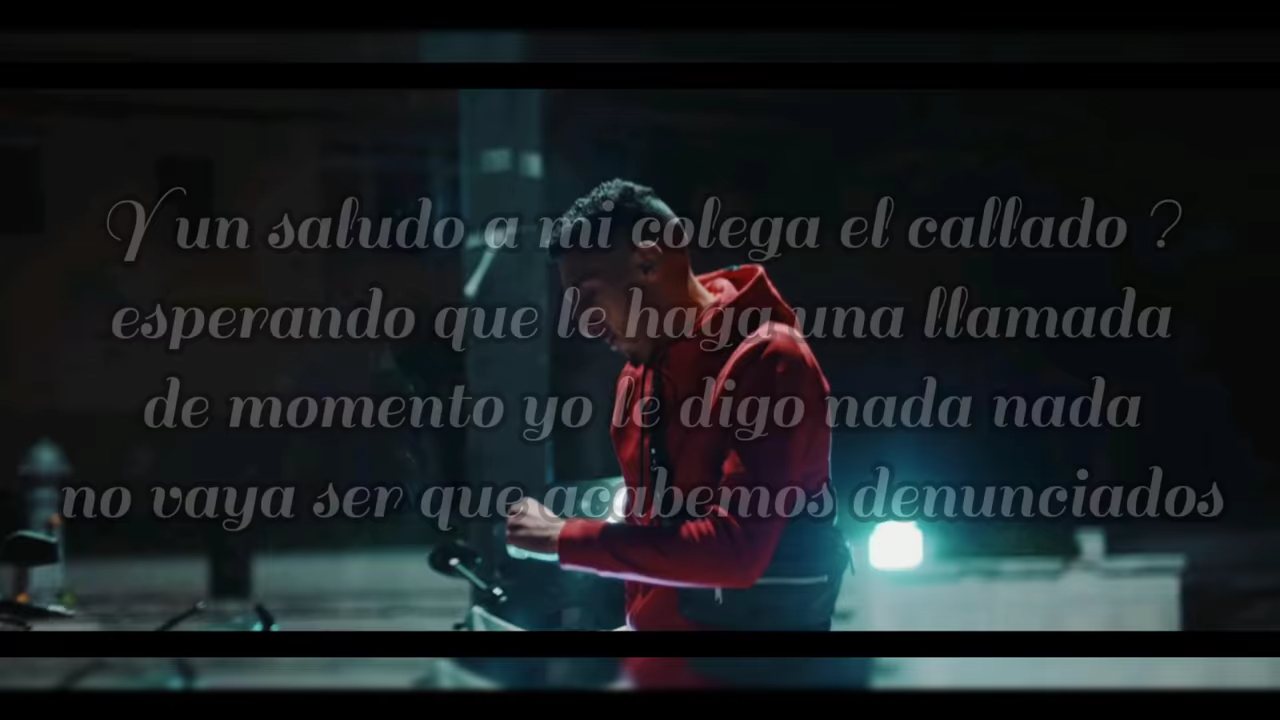 Y un saludo a mi colega el callado ?
esperando que le haga una llamada
de momento yo le digo nada nada
no vaya ser que acabemos denunciados